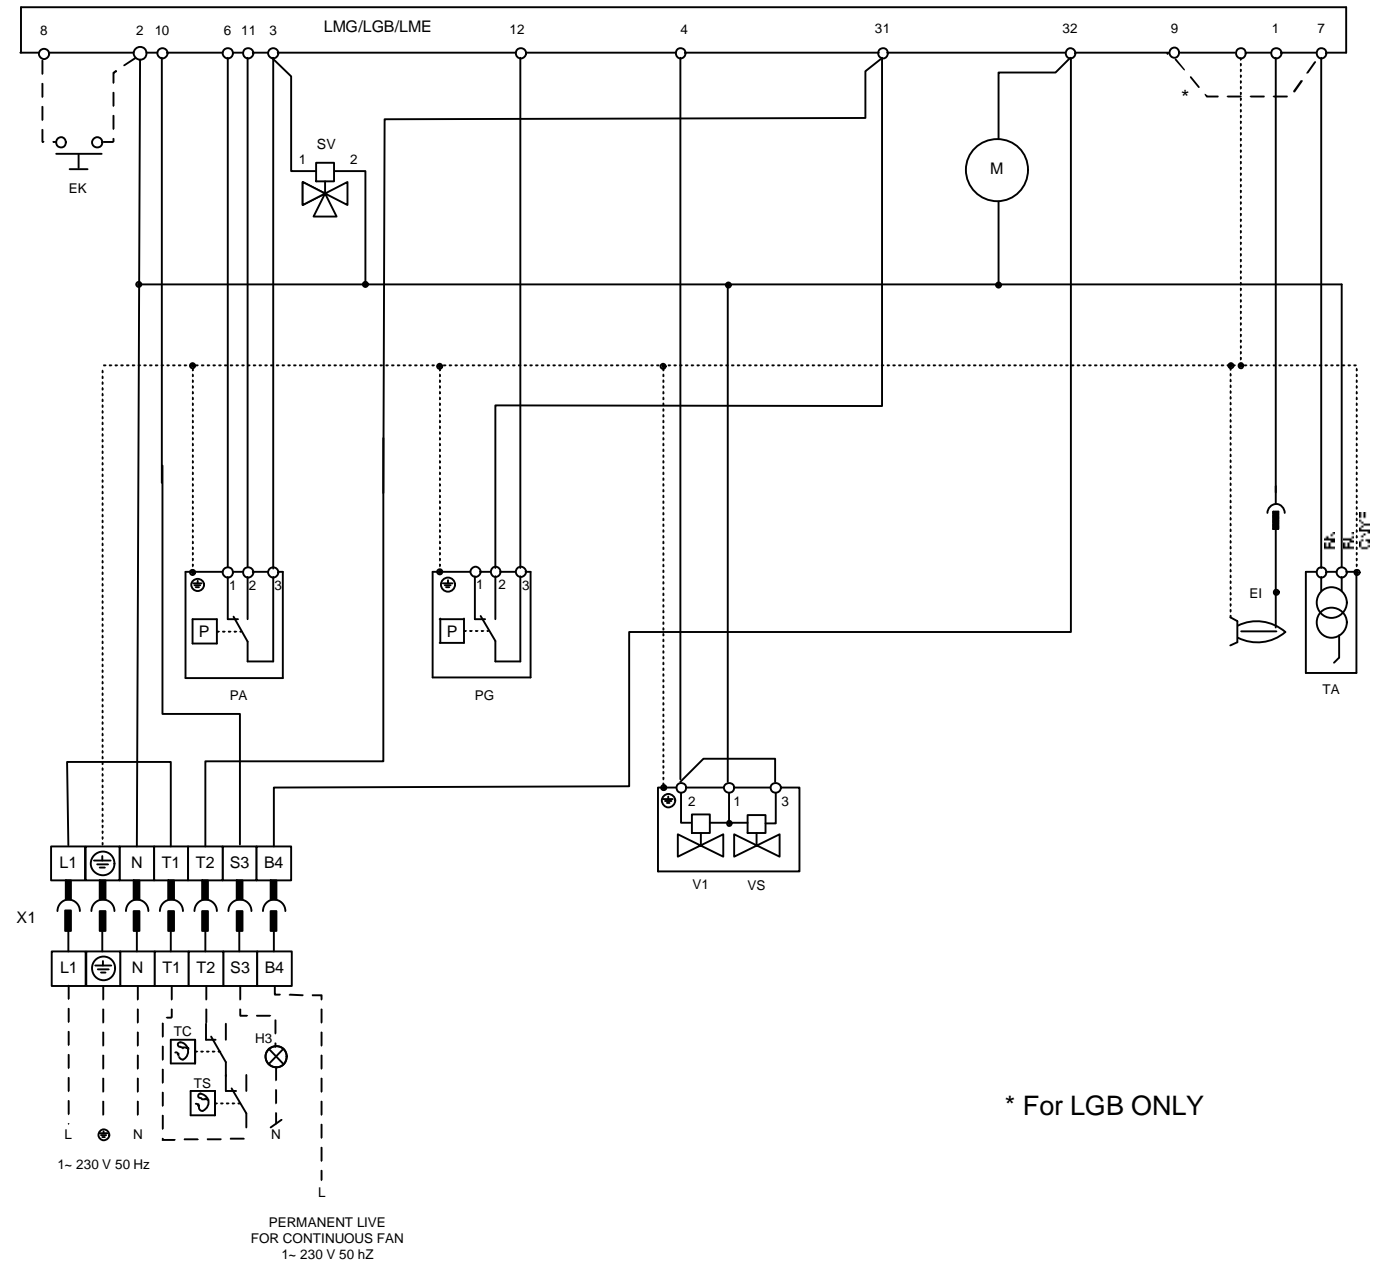 LMG/LGB/LME
8 2 10 6 11 3 12 4 31 32 9 1 7
*
SV
1 2
EK
M
1 2 3
P
PA
1 2 3
P
PG
EI
TA
2 1 3
V1 VS
L1 N T1 T2 S3 B4
X1
L1 N T1 T2 S3 B4
TC
H3
TS
L N
N
1~ 230 V 50 Hz
L
PERMANENT LIVE
FOR CONTINUOUS FAN
1~ 230 V 50 hZ
* For LGB ONLY